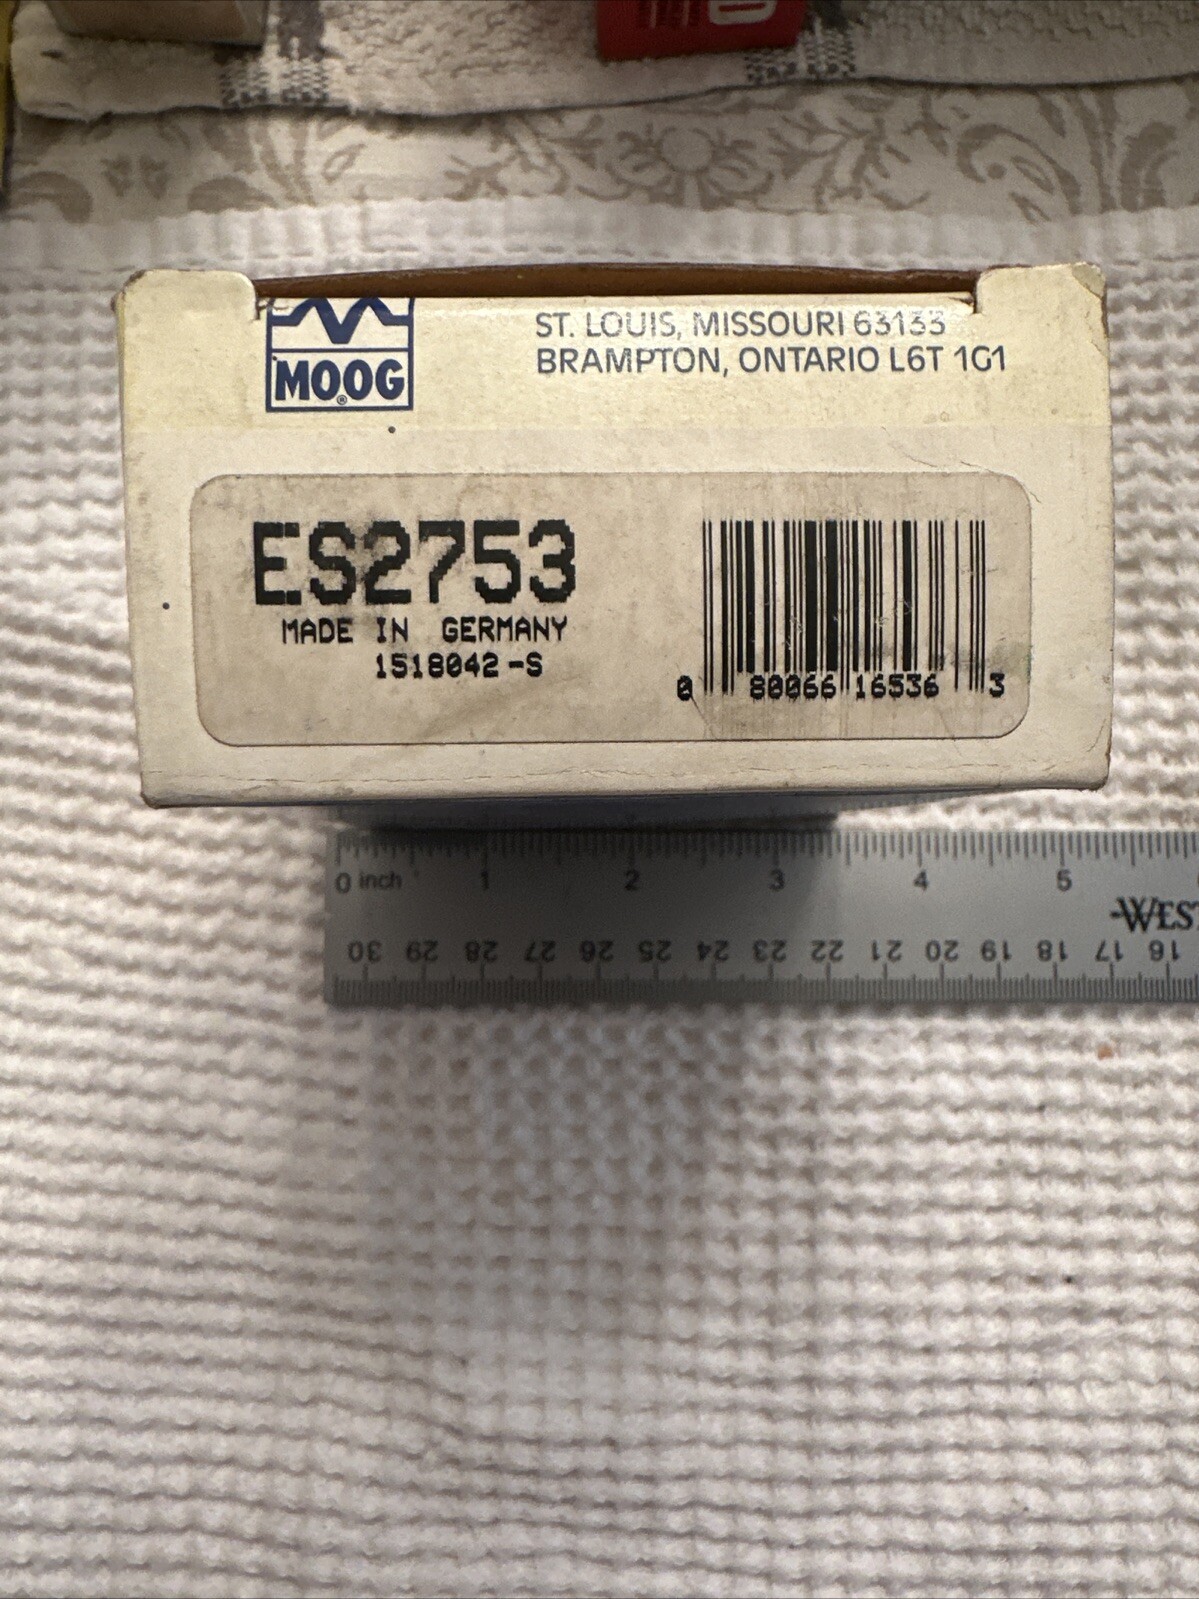 MOOG®
ST. LOUIS, MISSOURI 63133
BRAMPTON, ONTARIO L6T 1G1
ES2753
MADE IN GERMANY
1518042-S
0 80066 16536 3
0 inch 1 2 3 4 5
WEST
30 29 28 27 26 25 24 23 22 21 20 19 18 17 16